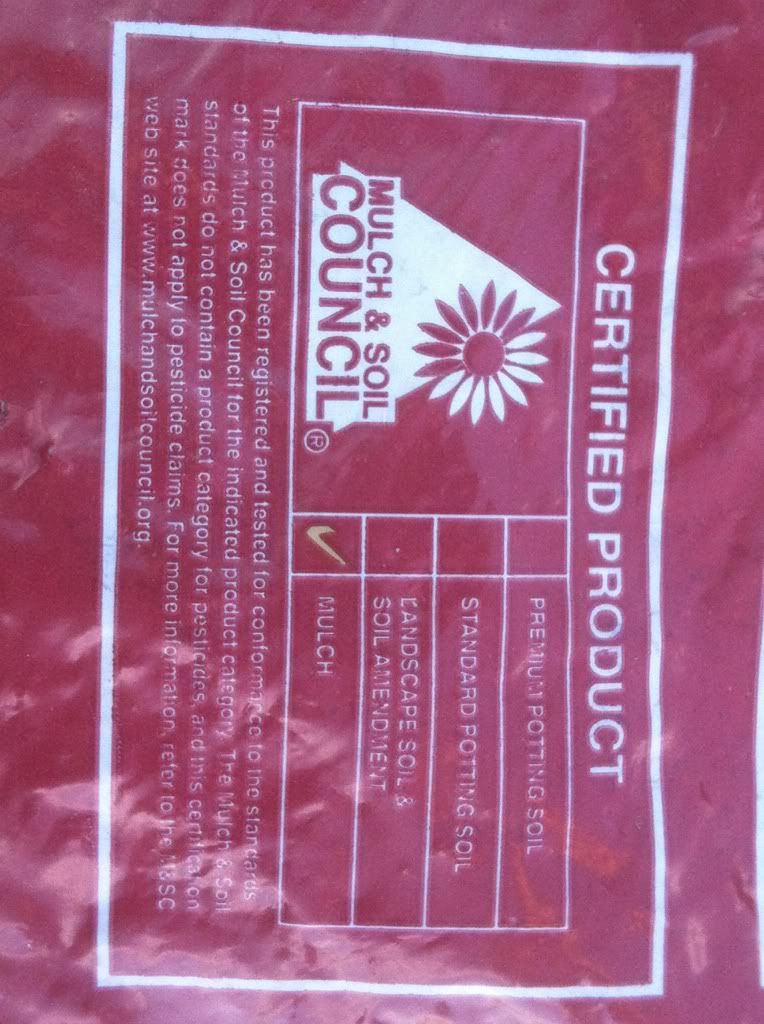 CERTIFIED PRODUCT
MULCH & SOIL
COUNCIL®
PREMIUM POTTING SOIL
STANDARD POTTING SOIL
LANDSCAPE SOIL &
SOIL AMENDMENT
MULCH
This product has been registered and tested for conformance to the standards
of the Mulch & Soil Council for the indicated product category. The Mulch & Soil
standards do not contain a product category for pesticides, and this certification
mark does not apply to pesticide claims. For more information, refer to the M&SC
web site at www.mulchandsoilcouncil.org.